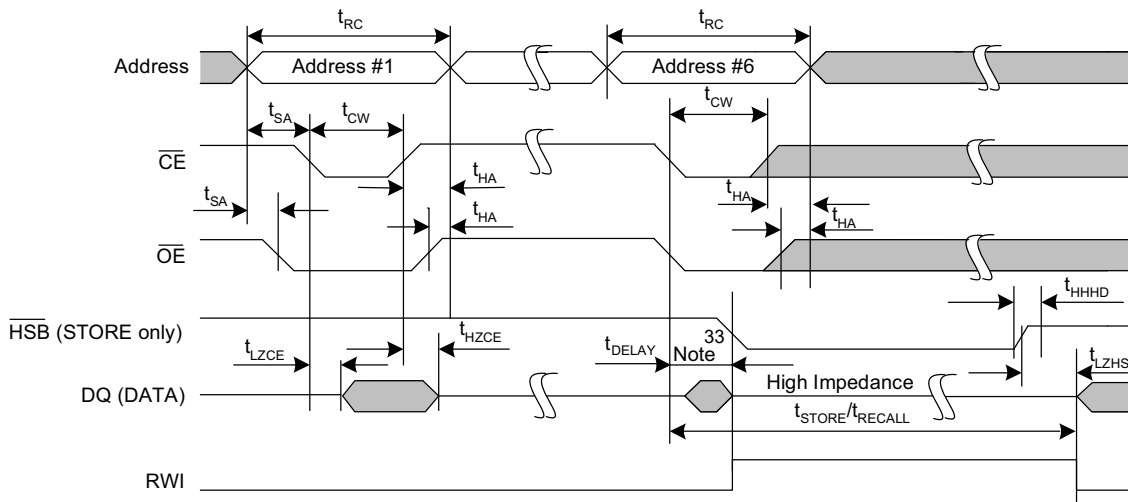 tRC tRC
Address Address #1 Address #6
tSA tCW tCW
CE
tHA
tSA tHA tHA tHA
OE
HSB (STORE only) tHHHD
33
tLZCE tHZCE tDELAY Note tLZHS
High Impedance
DQ (DATA)
tSTORE/tRECALL
RWI